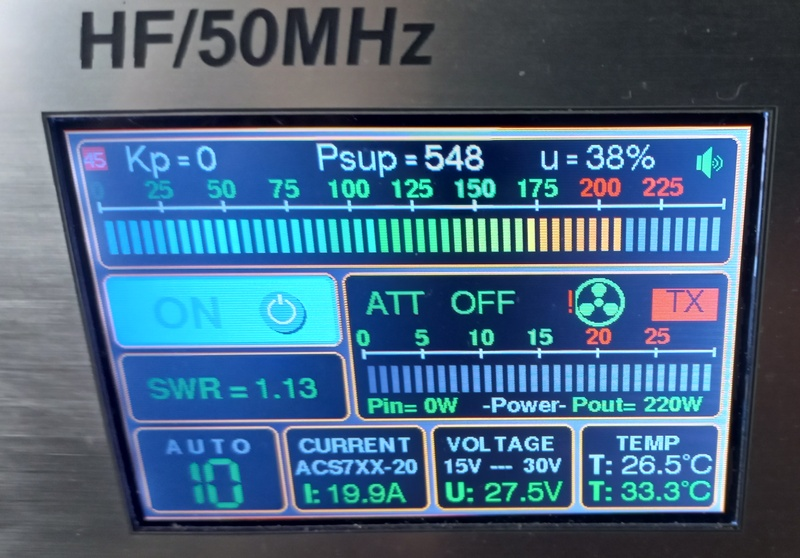 HF/50MHz
45 Kp=0 Psup=548 u=38%
0 25 50 75 100 125 150 175 200 225
ON ATT OFF ! TX
0 5 10 15 20 25
SWR=1.13
Pin= 0W -Power- Pout= 220W
AUTO
10
CURRENT
ACS7XX-20
I: 19.9A
VOLTAGE
15V --- 30V
U: 27.5V
TEMP
T: 26.5°C
T: 33.3°C